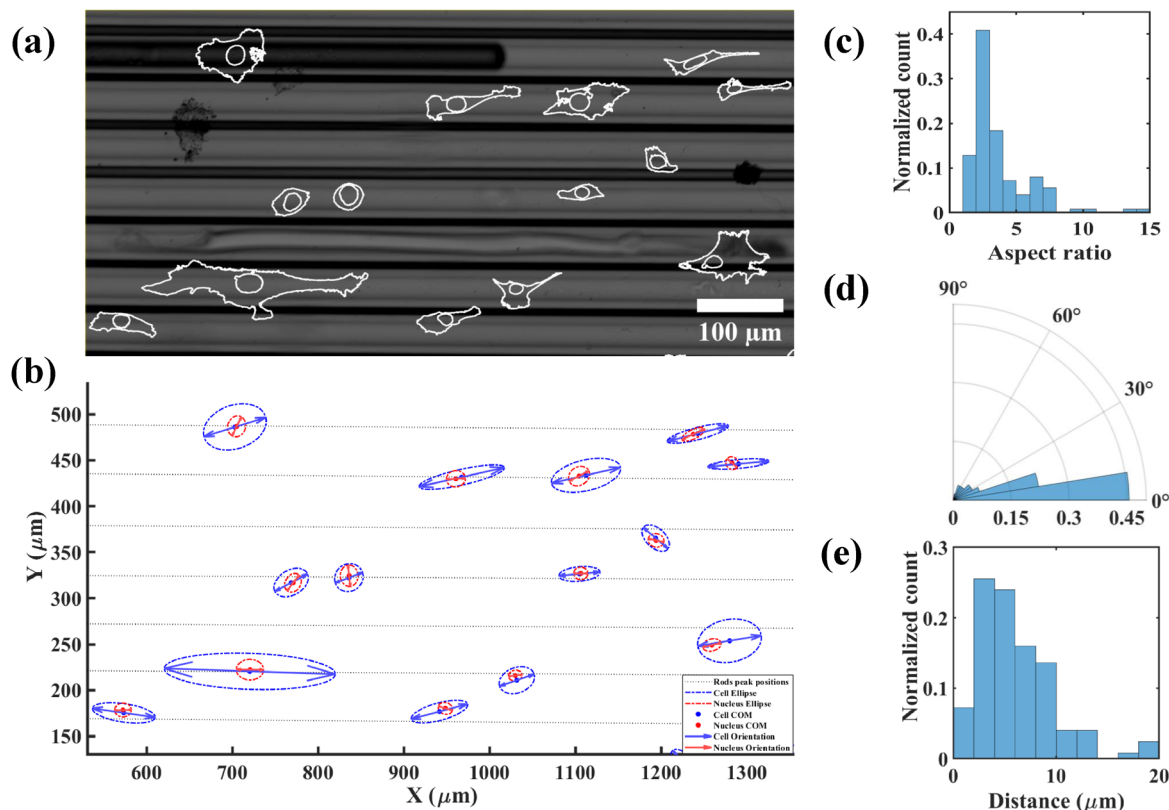 (a)
100 μm
(b)
Y (μm)
500
450
400
350
300
250
200
150
600
700
800
900
1000
1100
1200
1300
X (μm)
Rods peak positions
Cell Ellipse
Nucleus Ellipse
Cell COM
Nucleus COM
Cell Orientation
Nucleus Orientation
(c)
Normalized count
0.4
0.3
0.2
0.1
0
0
5
10
15
Aspect ratio
(d)
90°
60°
30°
0°
0
0.15
0.3
0.45
(e)
Normalized count
0.3
0.2
0.1
0
0
10
20
Distance (μm)